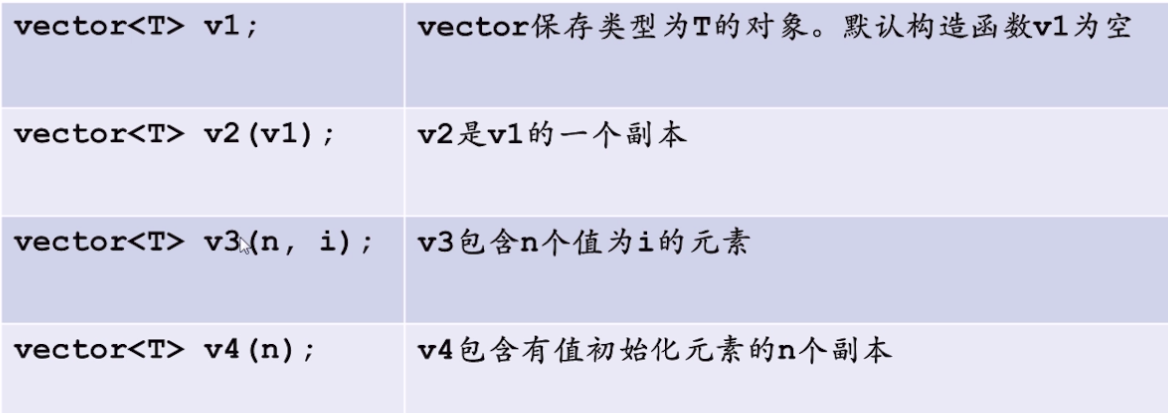 vector<T> v1; vector保存类型为T的对象。默认构造函数v1为空
vector<T> v2(v1); v2是v1的一个副本
vector<T> v3(n, i); v3包含n个值为i的元素
vector<T> v4(n); v4包含有值初始化元素的n个副本